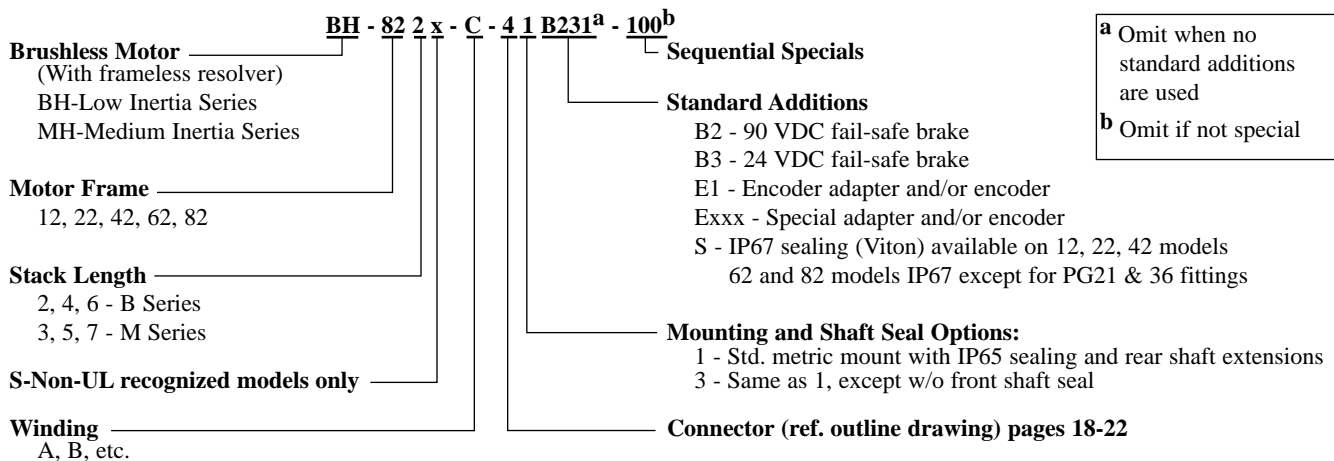 BH - 82 2 x - C - 4 1 B231a - 100b
Brushless Motor
(With frameless resolver)
BH-Low Inertia Series
MH-Medium Inertia Series
Motor Frame
12, 22, 42, 62, 82
Stack Length
2, 4, 6 - B Series
3, 5, 7 - M Series
S-Non-UL recognized models only
Winding
A, B, etc.
Sequential Specials
Standard Additions
B2 - 90 VDC fail-safe brake
B3 - 24 VDC fail-safe brake
E1 - Encoder adapter and/or encoder
Exxx - Special adapter and/or encoder
S - IP67 sealing (Viton) available on 12, 22, 42 models
62 and 82 models IP67 except for PG21 & 36 fittings
Mounting and Shaft Seal Options:
1 - Std. metric mount with IP65 sealing and rear shaft extensions
3 - Same as 1, except w/o front shaft seal
Connector (ref. outline drawing) pages 18-22
a Omit when no
standard additions
are used
b Omit if not special